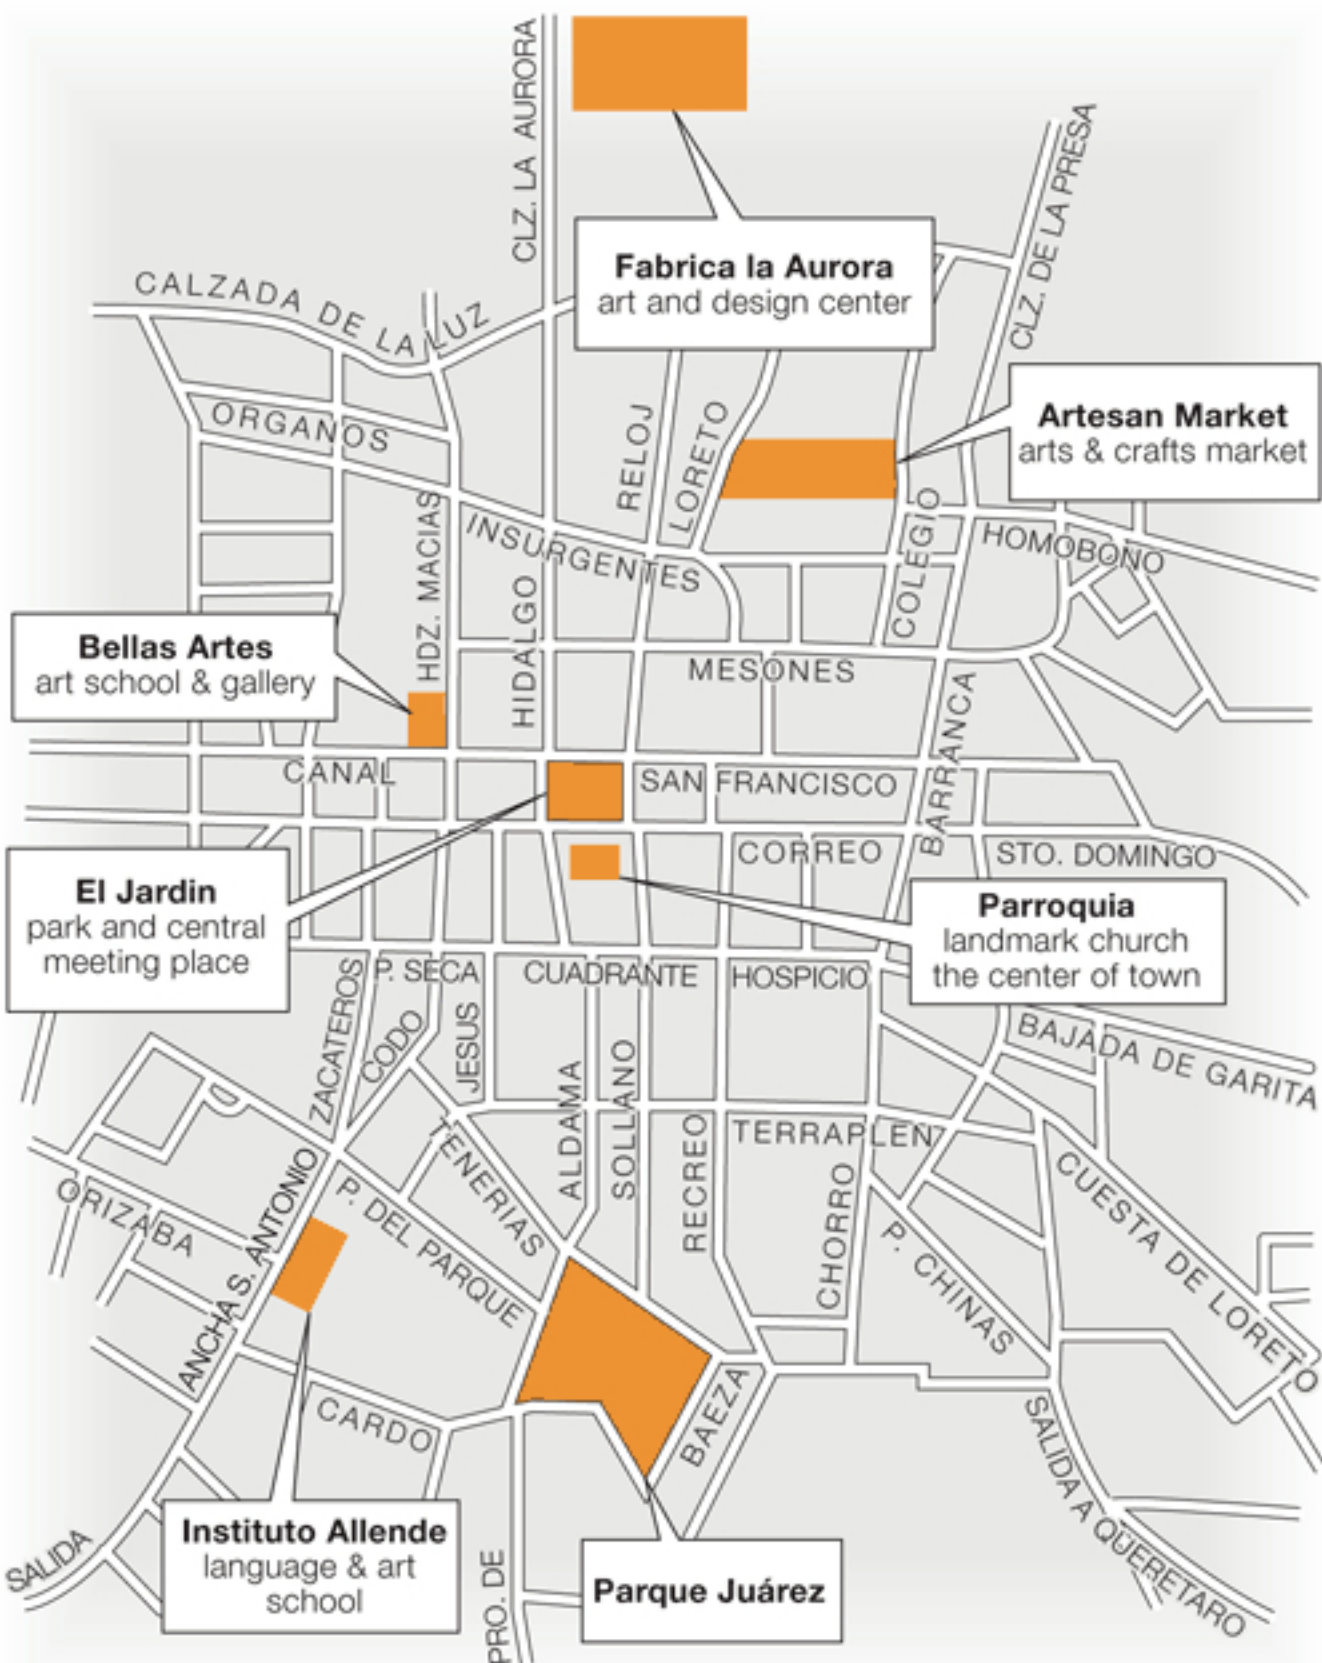 CLZ. LA AURORA
CLZ. DE LA PRESA
Fabrica la Aurora
art and design center
CALZADA DE LA LUZ
Artesan Market
arts & crafts market
ORGANOS
RELOJ
LORETO
HDZ. MACIAS
INSURGENTES
COLEGIO
HOMOBONO
HIDALGO
Bellas Artes
art school & gallery
MESONES
BARRANCA
CANAL
SAN FRANCISCO
CORREO
STO. DOMINGO
El Jardin
park and central
meeting place
Parroquia
landmark church
the center of town
ZACATEROS
P. SECA
CUADRANTE
HOSPICIO
CODO
JESUS
BAJADA DE GARITA
ALDAMA
SOLLANO
RECREO
TERRAPLEN
TENERIAS
ORIZABA
ANCHA S. ANTONIO
P. DEL PARQUE
CHORRO
P. CHINAS
CUESTA DE LORETO
CARDO
BAEZA
SALIDA A QUERETARO
SALIDA
Instituto Allende
language & art
school
PRO. DE
Parque Juárez